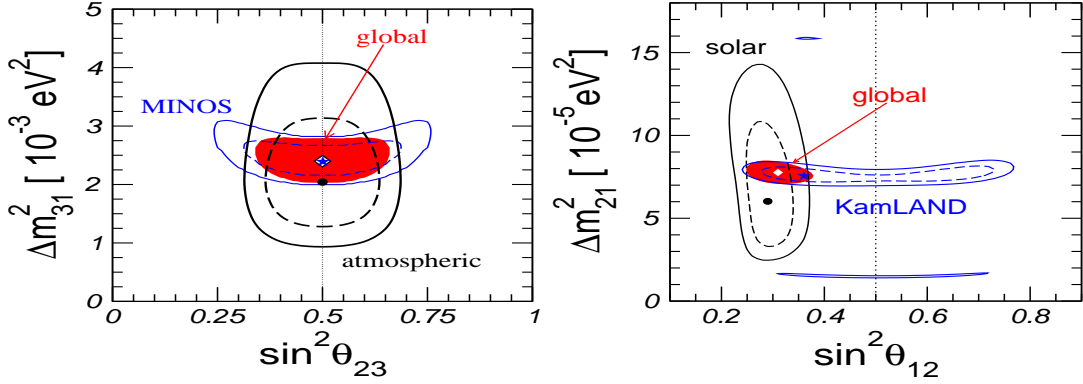 global
MINOS
atmospheric
Δm²₃₁ [ 10⁻³ eV²]
5
4
3
2
1
0
0 0.25 0.5 0.75 1
sin²θ₂₃
solar
global
KamLAND
Δm²₂₁ [ 10⁻⁵ eV²]
15
10
5
0
0.2 0.4 0.6 0.8
sin²θ₁₂